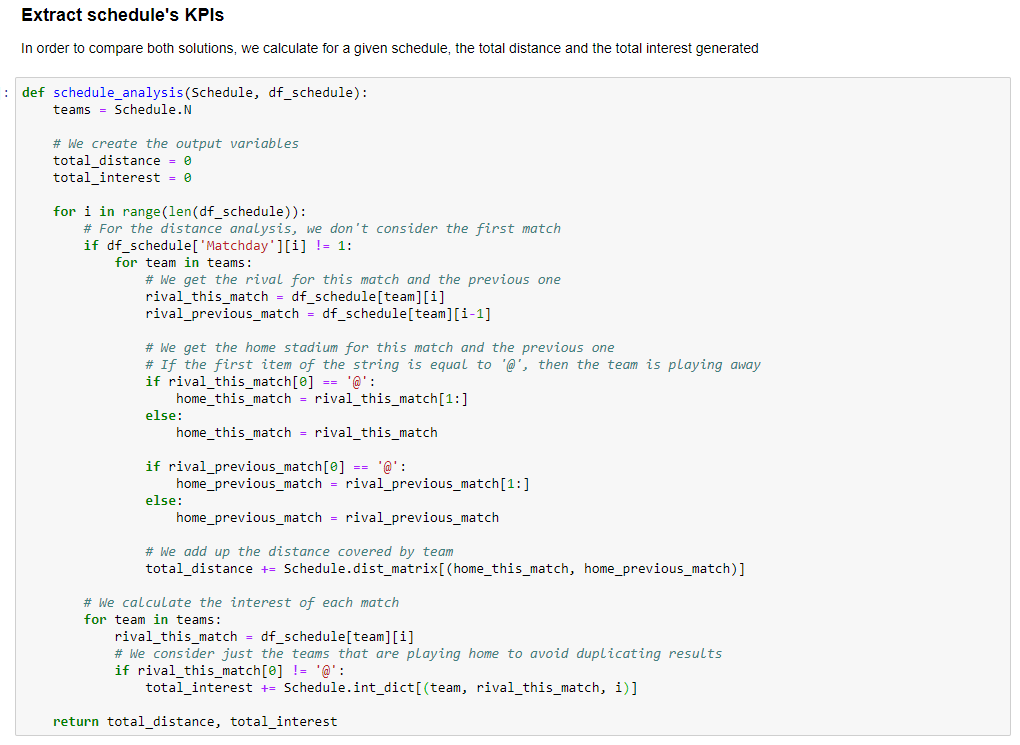 Extract schedule's KPIs
In order to compare both solutions, we calculate for a given schedule, the total distance and the total interest generated
: def schedule_analysis(Schedule, df_schedule):
    teams = Schedule.N

    # We create the output variables
    total_distance = 0
    total_interest = 0

    for i in range(len(df_schedule)):
        # For the distance analysis, we don't consider the first match
        if df_schedule['Matchday'][i] != 1:
            for team in teams:
                # We get the rival for this match and the previous one
                rival_this_match = df_schedule[team][i]
                rival_previous_match = df_schedule[team][i-1]

                # We get the home stadium for this match and the previous one
                # If the first item of the string is equal to '@', then the team is playing away
                if rival_this_match[0] == '@':
                    home_this_match = rival_this_match[1:]
                else:
                    home_this_match = rival_this_match

                if rival_previous_match[0] == '@':
                    home_previous_match = rival_previous_match[1:]
                else:
                    home_previous_match = rival_previous_match

                # We add up the distance covered by team
                total_distance += Schedule.dist_matrix[(home_this_match, home_previous_match)]

        # We calculate the interest of each match
        for team in teams:
            rival_this_match = df_schedule[team][i]
            # We consider just the teams that are playing home to avoid duplicating results
            if rival_this_match[0] != '@':
                total_interest += Schedule.int_dict[(team, rival_this_match, i)]

    return total_distance, total_interest